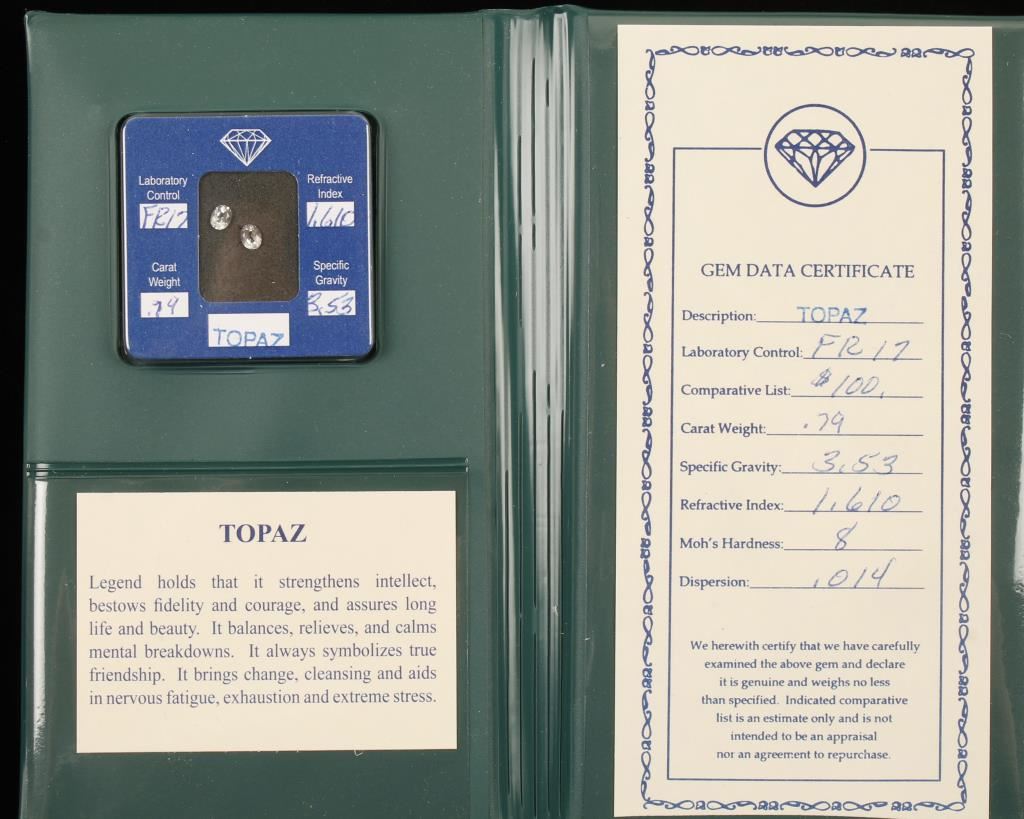 Laboratory
Control
FR17
Refractive
Index
1.610
Carat
Weight
.79
Specific
Gravity
3.53
TOPAZ
TOPAZ
Legend holds that it strengthens intellect,
bestows fidelity and courage, and assures long
life and beauty. It balances, relieves, and calms
mental breakdowns. It always symbolizes true
friendship. It brings change, cleansing and aids
in nervous fatigue, exhaustion and extreme stress.
GEM DATA CERTIFICATE
Description: TOPAZ
Laboratory Control: FR 17
Comparative List: $100.
Carat Weight: .79
Specific Gravity: 3.53
Refractive Index: 1.610
Moh's Hardness: 8
Dispersion: .014
We herewith certify that we have carefully
examined the above gem and declare
it is genuine and weighs no less
than specified. Indicated comparative
list is an estimate only and is not
intended to be an appraisal
nor an agreement to repurchase.